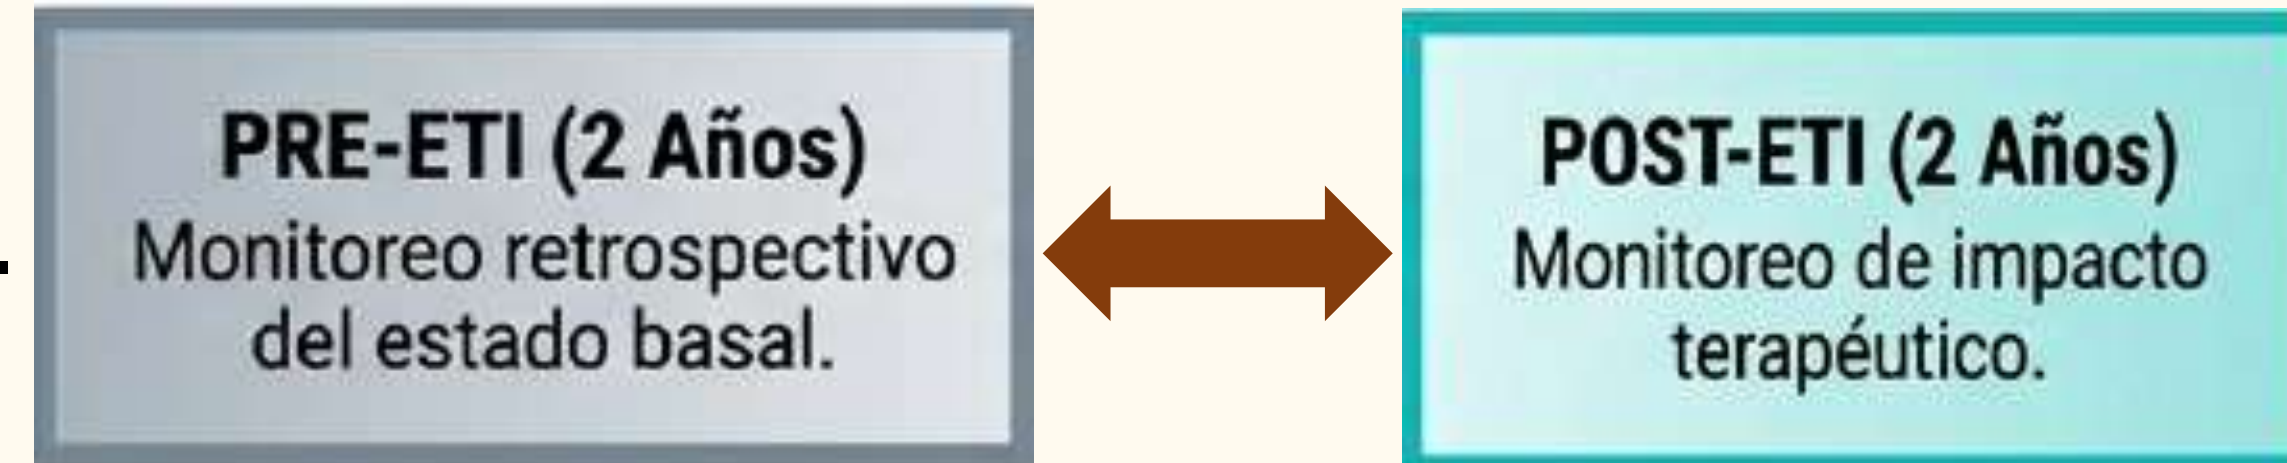 PRE-ETI (2 Años)
Monitoreo retrospectivo
del estado basal.
POST-ETI (2 Años)
Monitoreo de impacto
terapéutico.